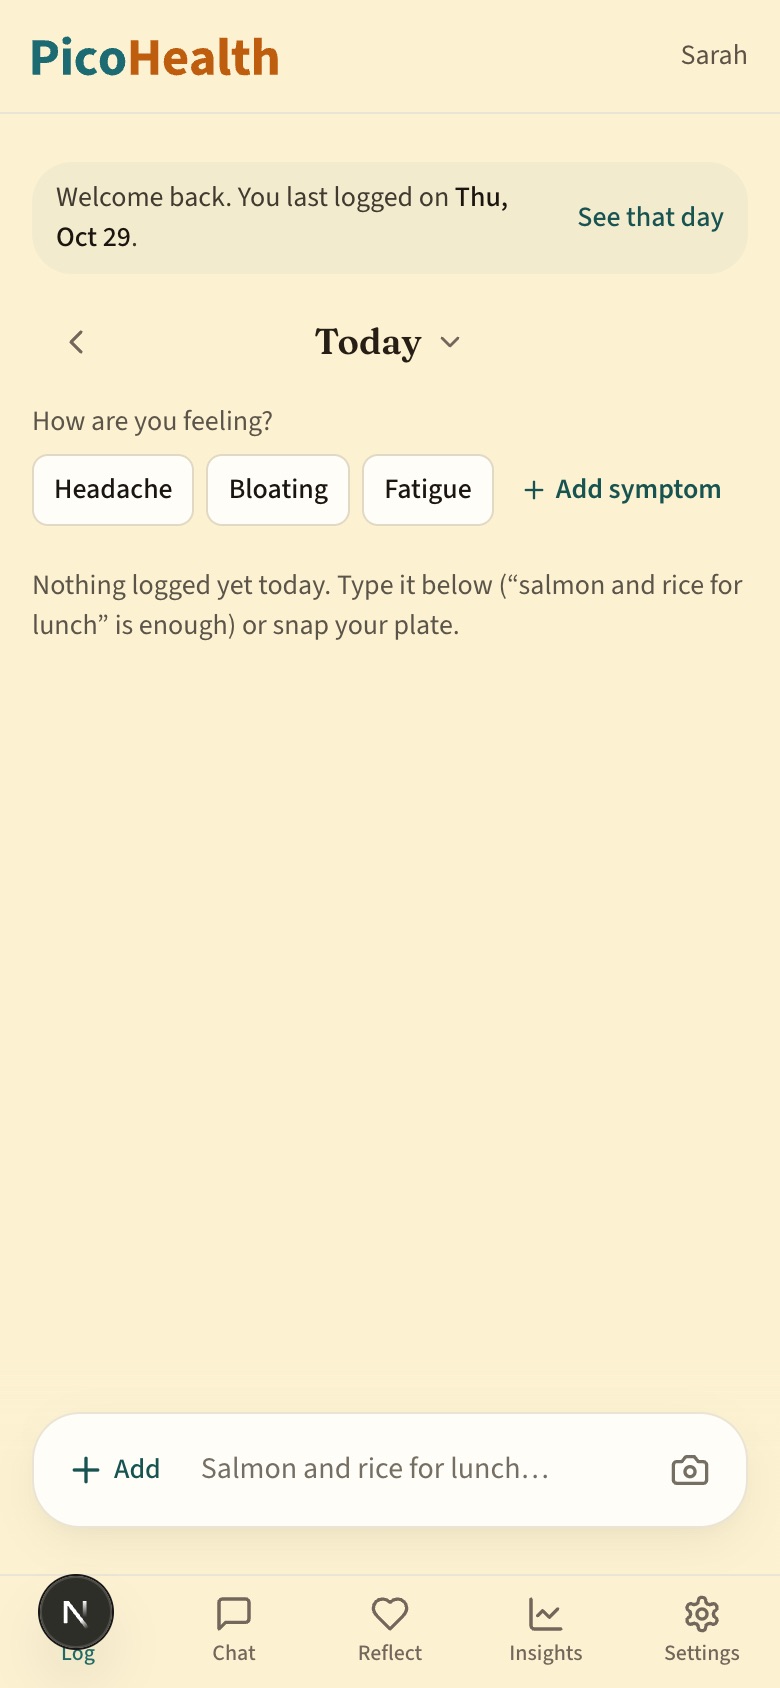 PicoHealth
Sarah
Welcome back. You last logged on Thu,
Oct 29.
See that day
Today
How are you feeling?
Headache
Bloating
Fatigue
+ Add symptom
Nothing logged yet today. Type it below (“salmon and rice for
lunch” is enough) or snap your plate.
+ Add
Salmon and rice for lunch…
N
Log
Chat
Reflect
Insights
Settings